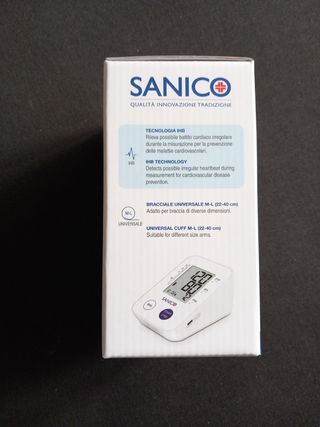 SANICO
QUALITÀ INNOVAZIONE TRADIZIONE
TECNOLOGIA IHB
Rileva possibile battito cardiaco irregolare
durante la misurazione per la prevenzione
delle malattie cardiovascolari.
IHB
IHB TECHNOLOGY
Detects possible irregular heartbeat during
measurement for cardiovascular disease
prevention.
BRACCIALE UNIVERSALE M-L (22-40 cm)
Adatto per braccia di diverse dimensioni.
M-L
UNIVERSALE
UNIVERSAL CUFF M-L (22-40 cm)
Suitable for different size arms.
SANICO